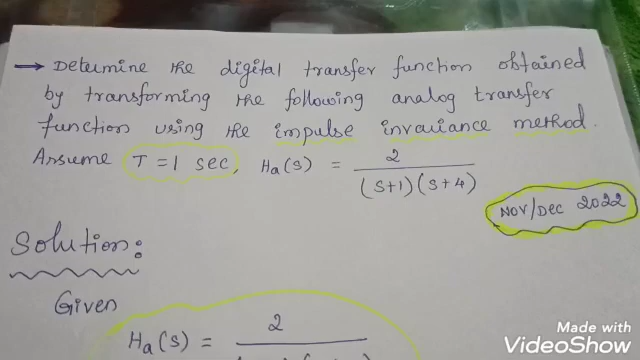 → Determine the digital transfer function obtained
by transforming the following analog transfer
function using the impulse invariance method.
Assume T = 1 sec, Ha(s) = 2 / (s+1)(s+4)
Nov/Dec 2022
Solution:
Given
Ha(s) = 2
Made with
VideoShow